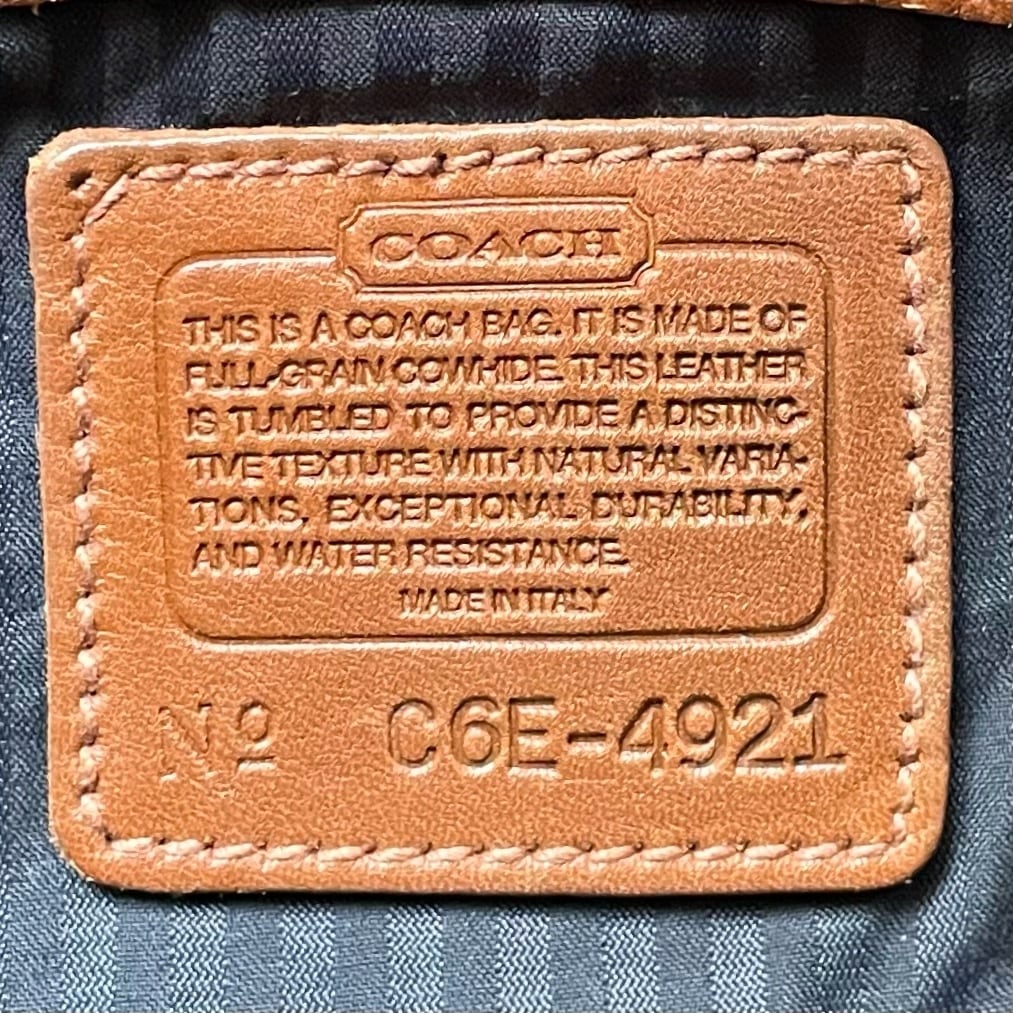 COACH
THIS IS A COACH BAG. IT IS MADE OF
FULL-GRAIN COWHIDE. THIS LEATHER
IS TUMBLED TO PROVIDE A DISTINC-
TIVE TEXTURE WITH NATURAL VARIA-
TIONS, EXCEPTIONAL DURABILITY,
AND WATER RESISTANCE.
MADE IN ITALY
Nº C6E-4921